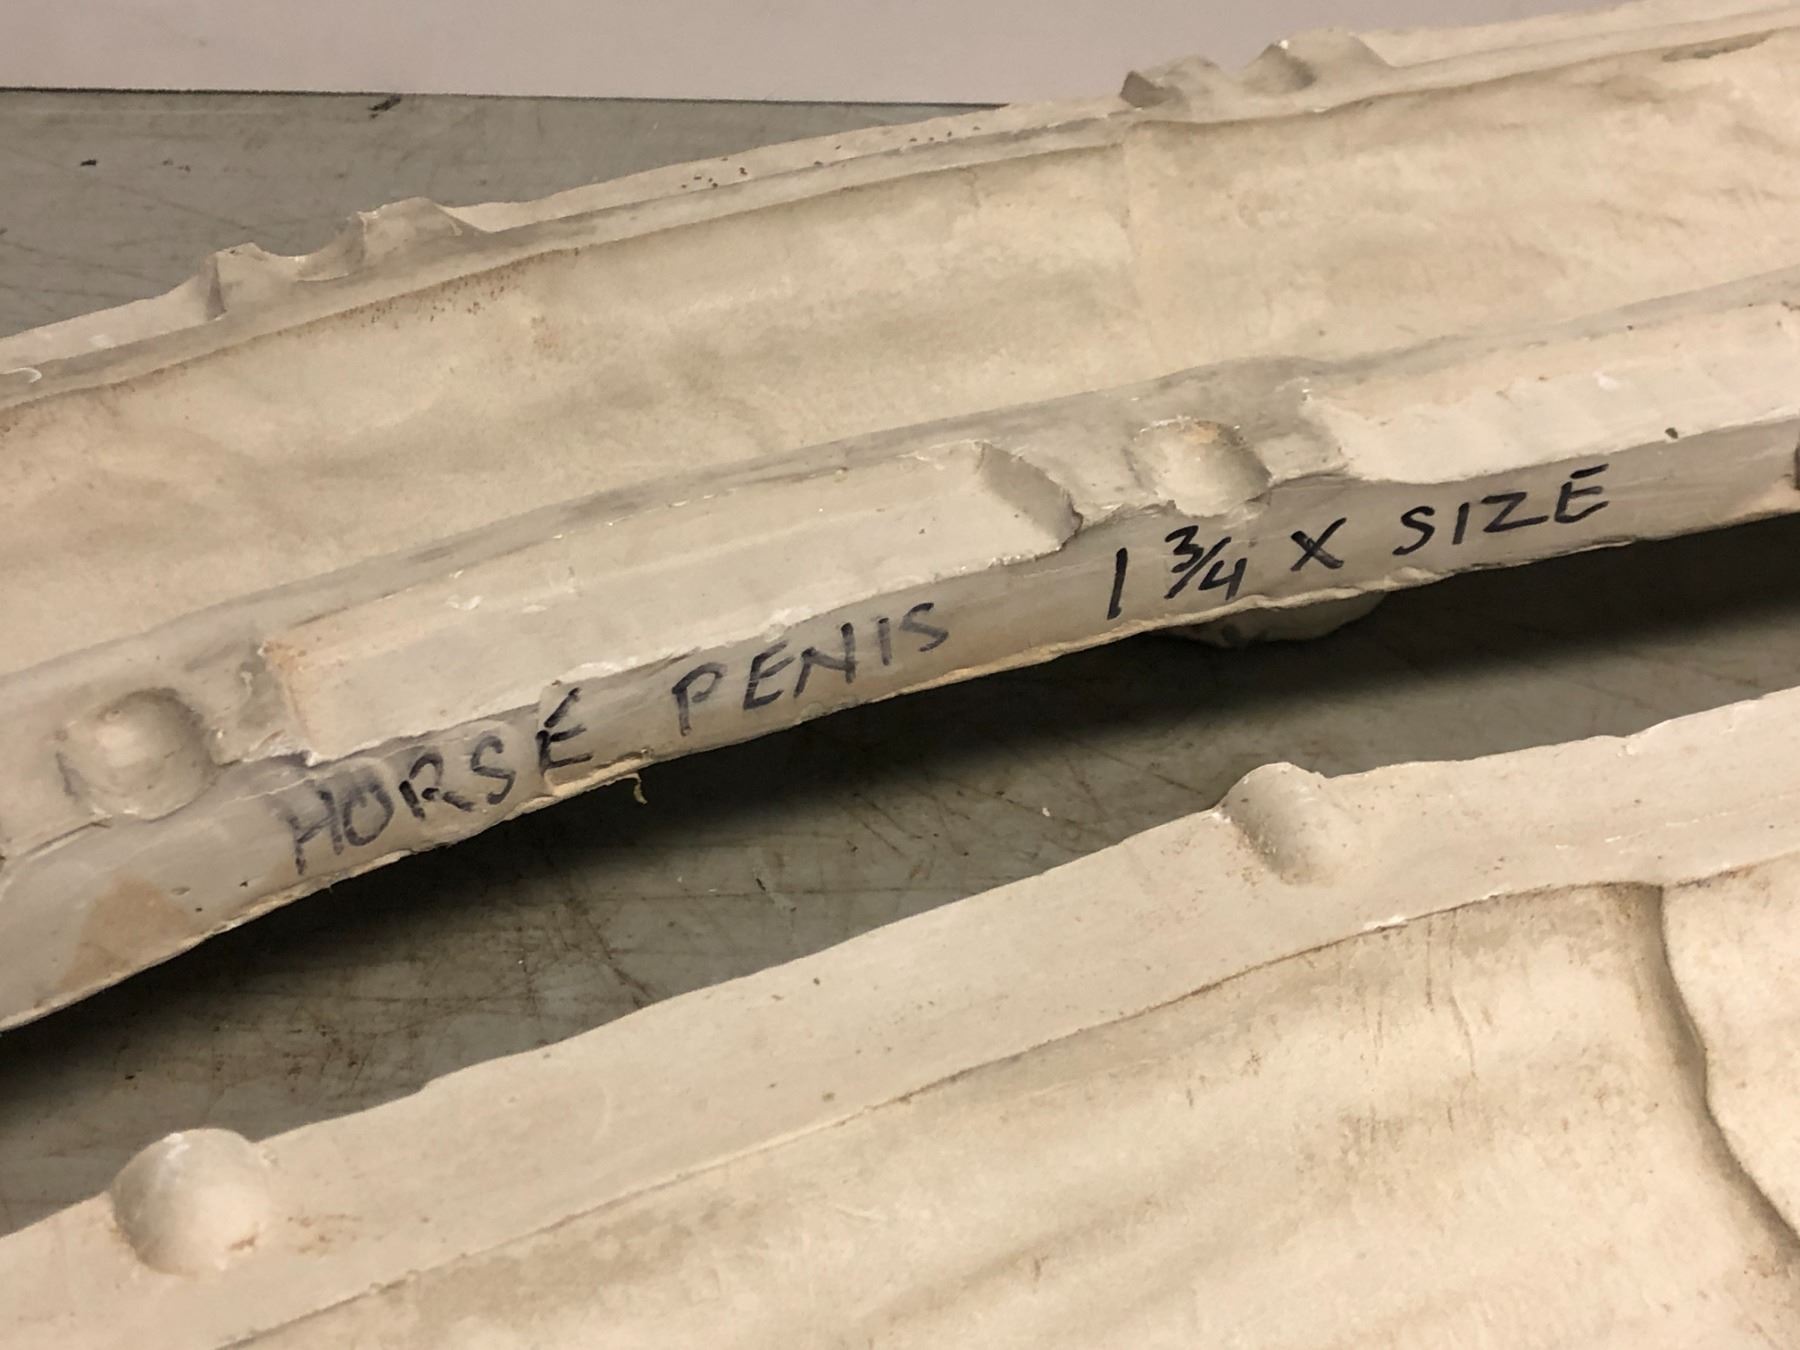 HORSE PENIS 1 3/4 X SIZE